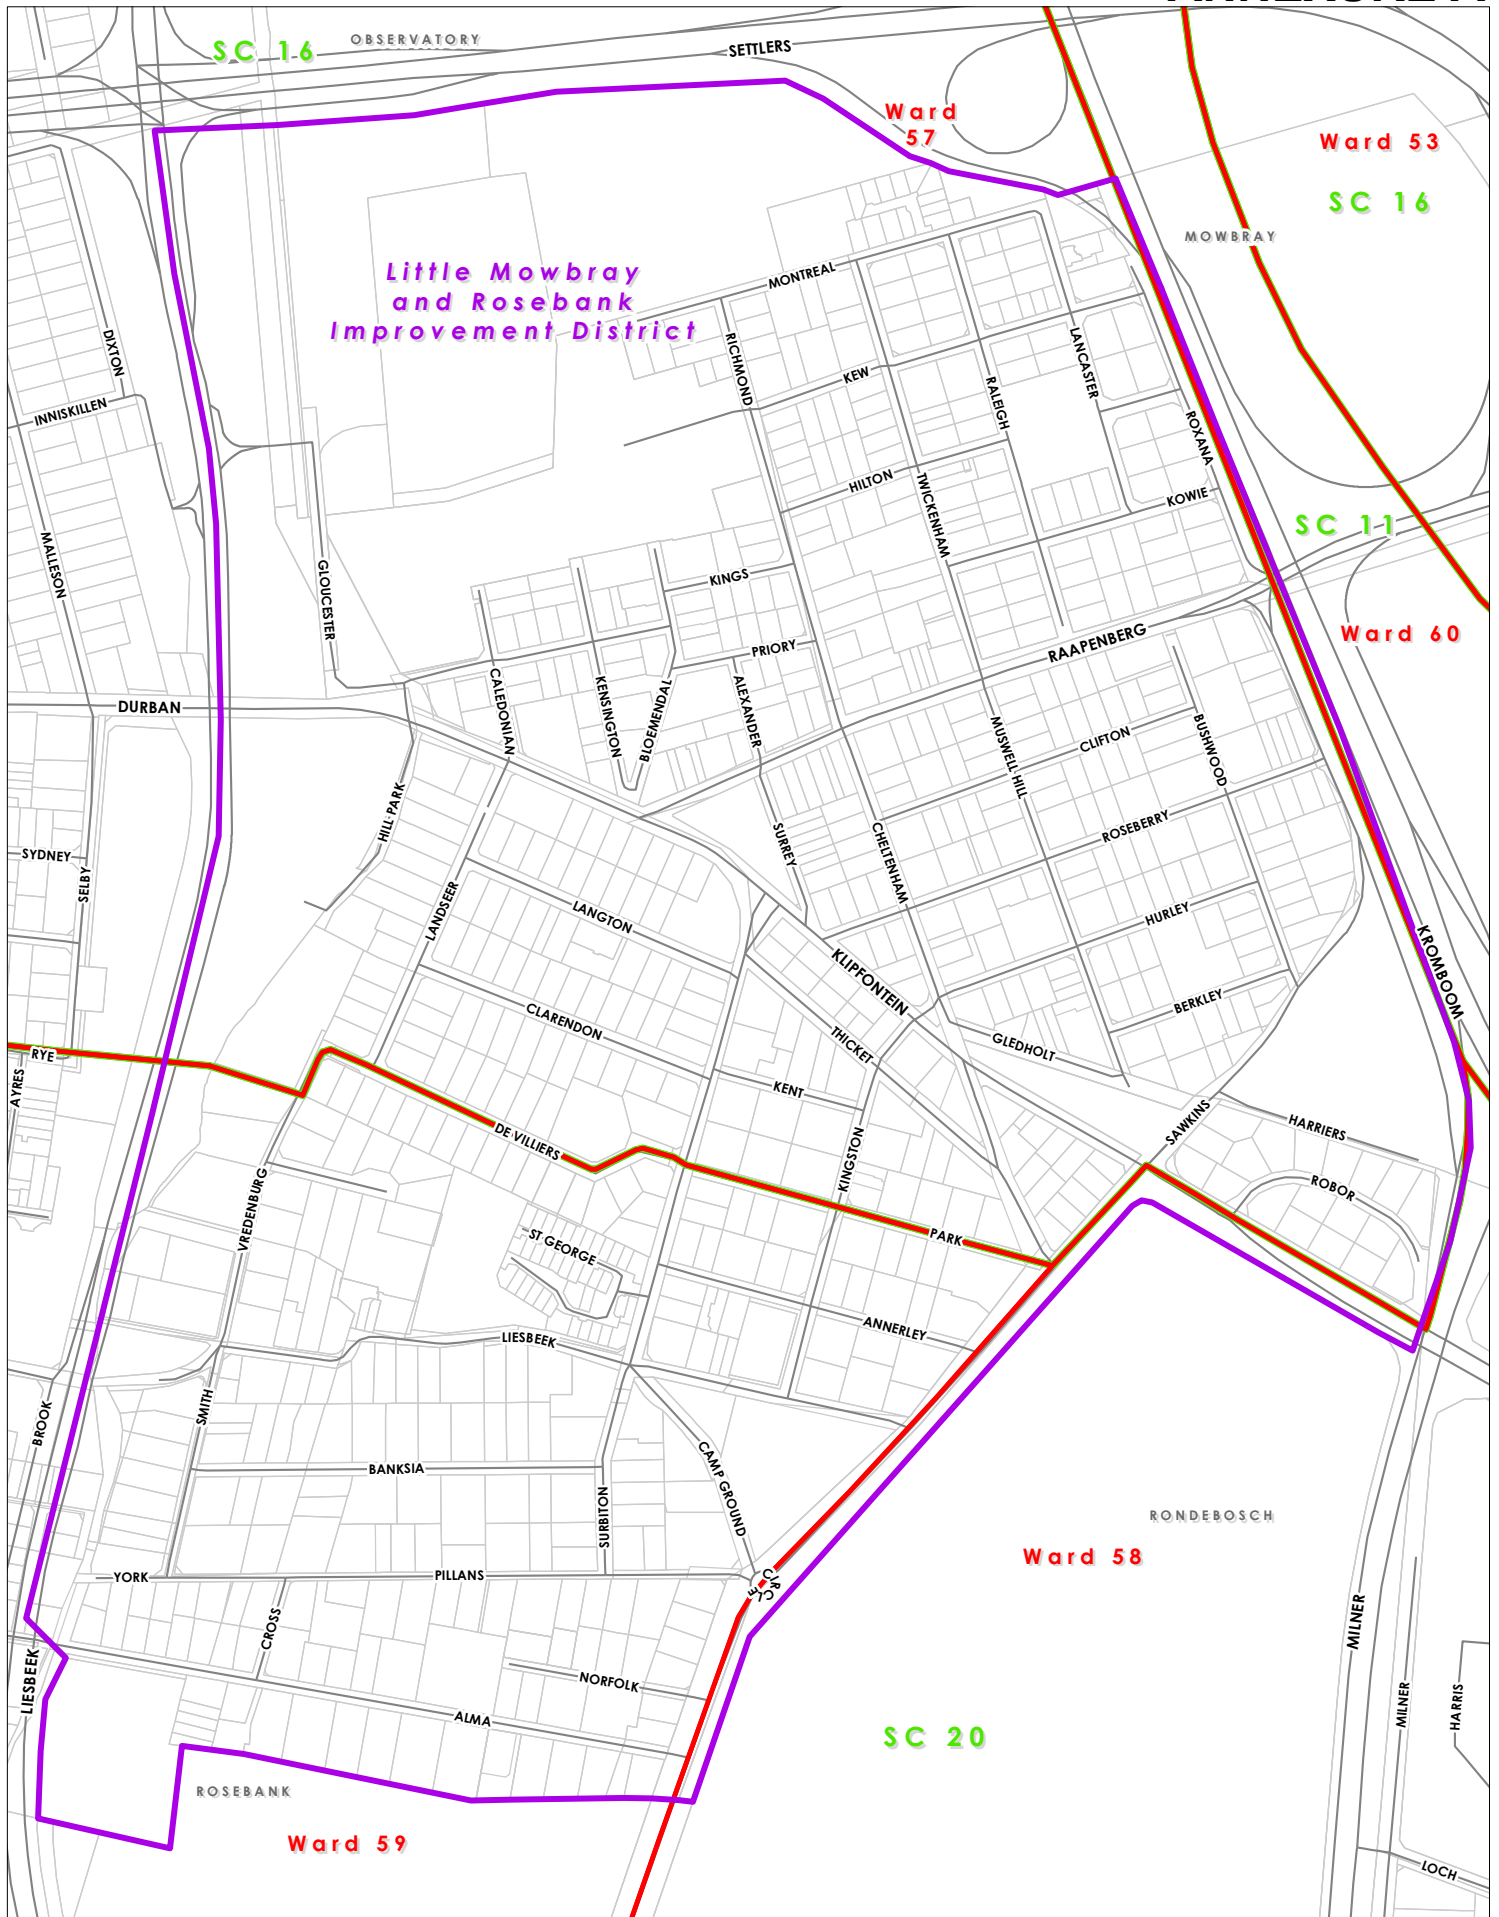 SC 16
OBSERVATORY
SETTLERS
Ward
57
Ward 53
SC 16
MOWBRAY
Little Mowbray
and Rosebank
Improvement District
MONTREAL
DIXTON
RICHMOND
LANCASTER
KEW
RALEIGH
INNISKILLEN
ROXANA
HILTON
TWICKENHAM
KOWIE
SC 11
MALLESON
GLOUCESTER
KINGS
Ward 60
RAAPENBERG
PRIORY
CALEDONIAN
KENSINGTON
BLOEMENDAL
ALEXANDER
DURBAN
MUSWELL HILL
CLIFTON
BUSHWOOD
HILL PARK
ROSEBERRY
SURREY
CHELTENHAM
SYDNEY
SELBY
LANDSEER
LANGTON
HURLEY
KLIPFONTEIN
KROMBOOM
BERKLEY
CLARENDON
THICKET
GLEDHOLT
RYE
AYRES
KENT
SAWKINS
HARRIERS
DE VILLIERS
KINGSTON
ROBOR
VREDENBURG
ST GEORGE
PARK
ANNERLEY
LIESBEEK
SMITH
BROOK
BANKSIA
CAMP GROUND
SURBITON
RONDEBOSCH
Ward 58
YORK
PILLANS
CIRCLE
CROSS
MILNER
LIESBEEK
NORFOLK
MILNER
HARRIS
ALMA
SC 20
ROSEBANK
Ward 59
LOCH